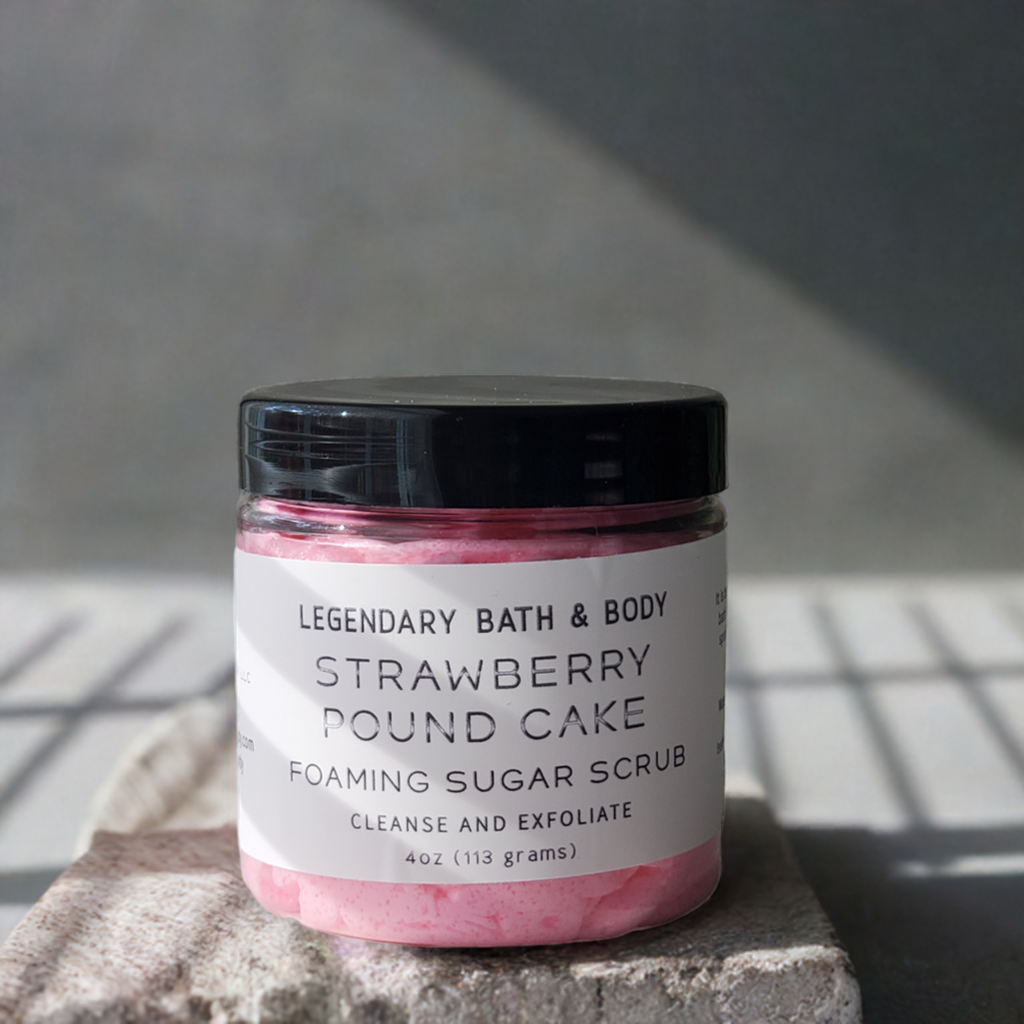 LEGENDARY BATH & BODY
STRAWBERRY
POUND CAKE
FOAMING SUGAR SCRUB
CLEANSE AND EXFOLIATE
4oz (113 grams)